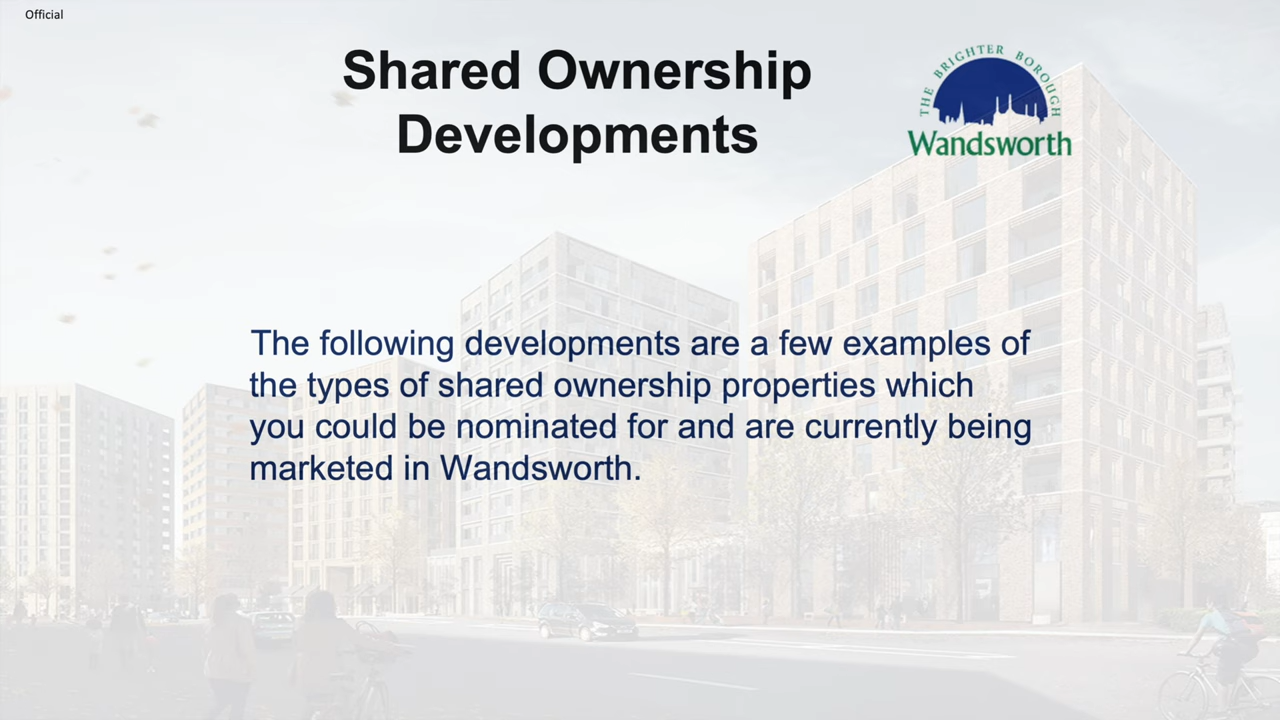 Official
Shared Ownership
Developments
THE BRIGHTER BOROUGH
Wandsworth
The following developments are a few examples of
the types of shared ownership properties which
you could be nominated for and are currently being
marketed in Wandsworth.